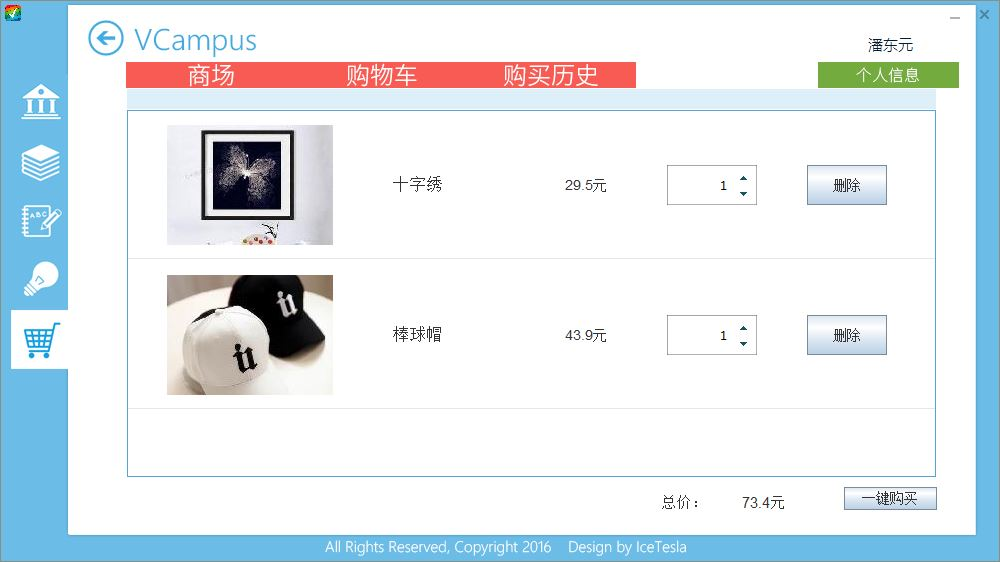 VCampus
潘东元
商场 购物车 购买历史 个人信息
十字绣 29.5元 1 删除
棒球帽 43.9元 1 删除
总价： 73.4元 一键购买
ABC
All Rights Reserved, Copyright 2016 Design by IceTesla